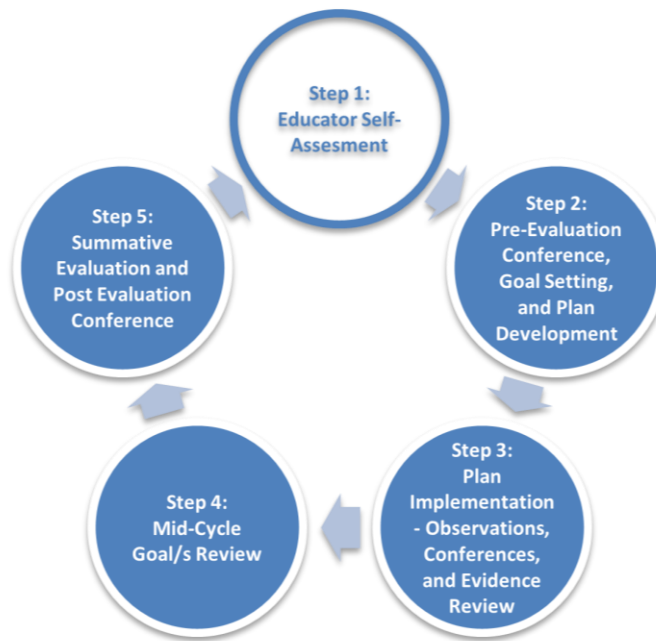 Step 1:
Educator Self-
Assesment
Step 2:
Pre-Evaluation
Conference,
Goal Setting,
and Plan
Development
Step 3:
Plan
Implementation
- Observations,
Conferences,
and Evidence
Review
Step 4:
Mid-Cycle
Goal/s Review
Step 5:
Summative
Evaluation and
Post Evaluation
Conference